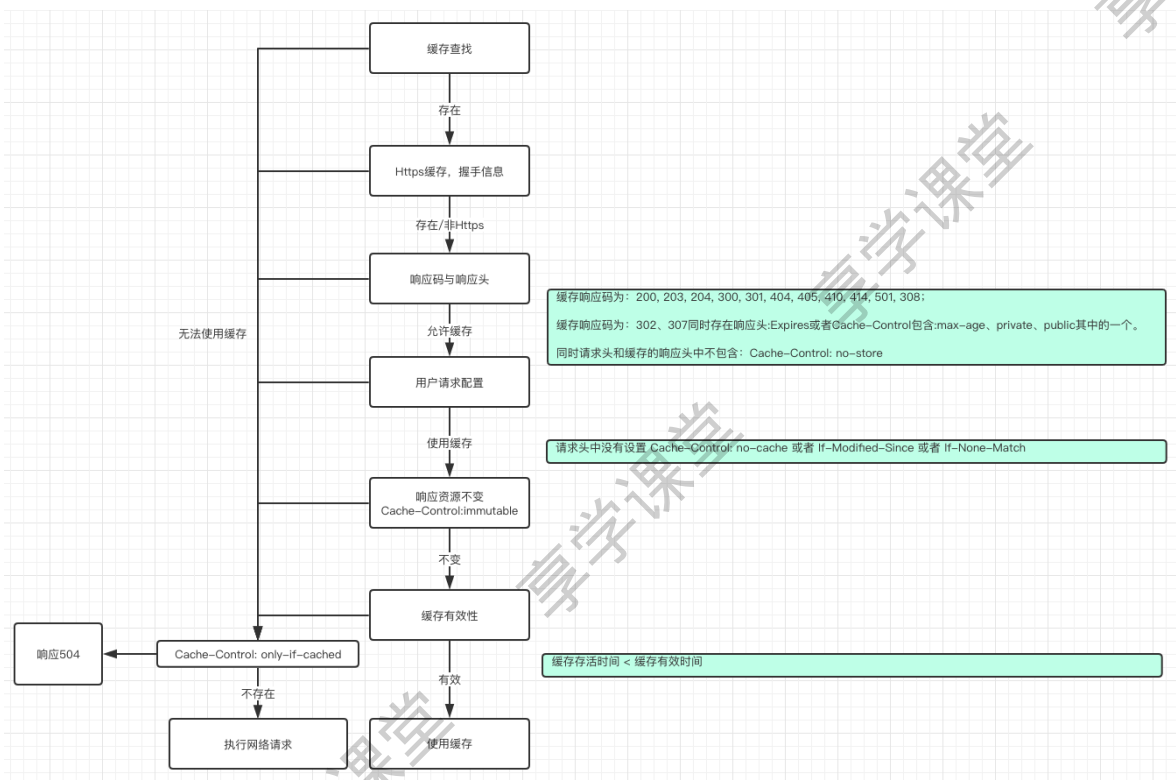 缓存查找
存在
Https缓存，握手信息
存在/非Https
响应码与响应头
缓存响应码为：200, 203, 204, 300, 301, 404, 405, 410, 414, 501, 308；
缓存响应码为：302、307同时存在响应头:Expires或者Cache-Control包含:max-age、private、public其中的一个。
同时请求头和缓存的响应头中不包含：Cache-Control: no-store
无法使用缓存
允许缓存
用户请求配置
使用缓存
请求头中没有设置 Cache-Control: no-cache 或者 If-Modified-Since 或者 If-None-Match
响应资源不变
Cache-Control:immutable
不变
缓存有效性
响应504
Cache-Control: only-if-cached
缓存存活时间 < 缓存有效时间
有效
不存在
执行网络请求
使用缓存
享学课堂
享学课堂
课堂
享